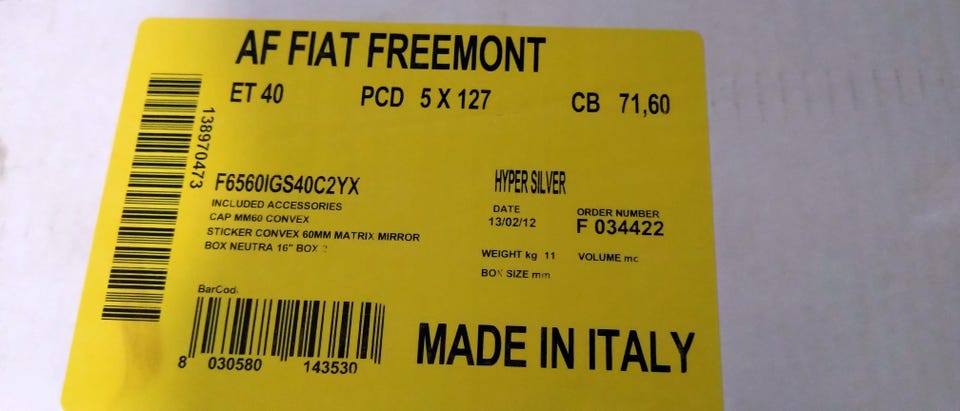 AF FIAT FREEMONT
ET 40 PCD 5 X 127 CB 71,60
138970473
F6560IGS40C2YX HYPER SILVER
INCLUDED ACCESSORIES
CAP MM60 CONVEX
STICKER CONVEX 60MM MATRIX MIRROR
BOX NEUTRA 16" BOX
DATE ORDER NUMBER
13/02/12 F 034422
WEIGHT kg 11 VOLUME mc
BOX SIZE mm
BarCod
8 030580 143530
MADE IN ITALY